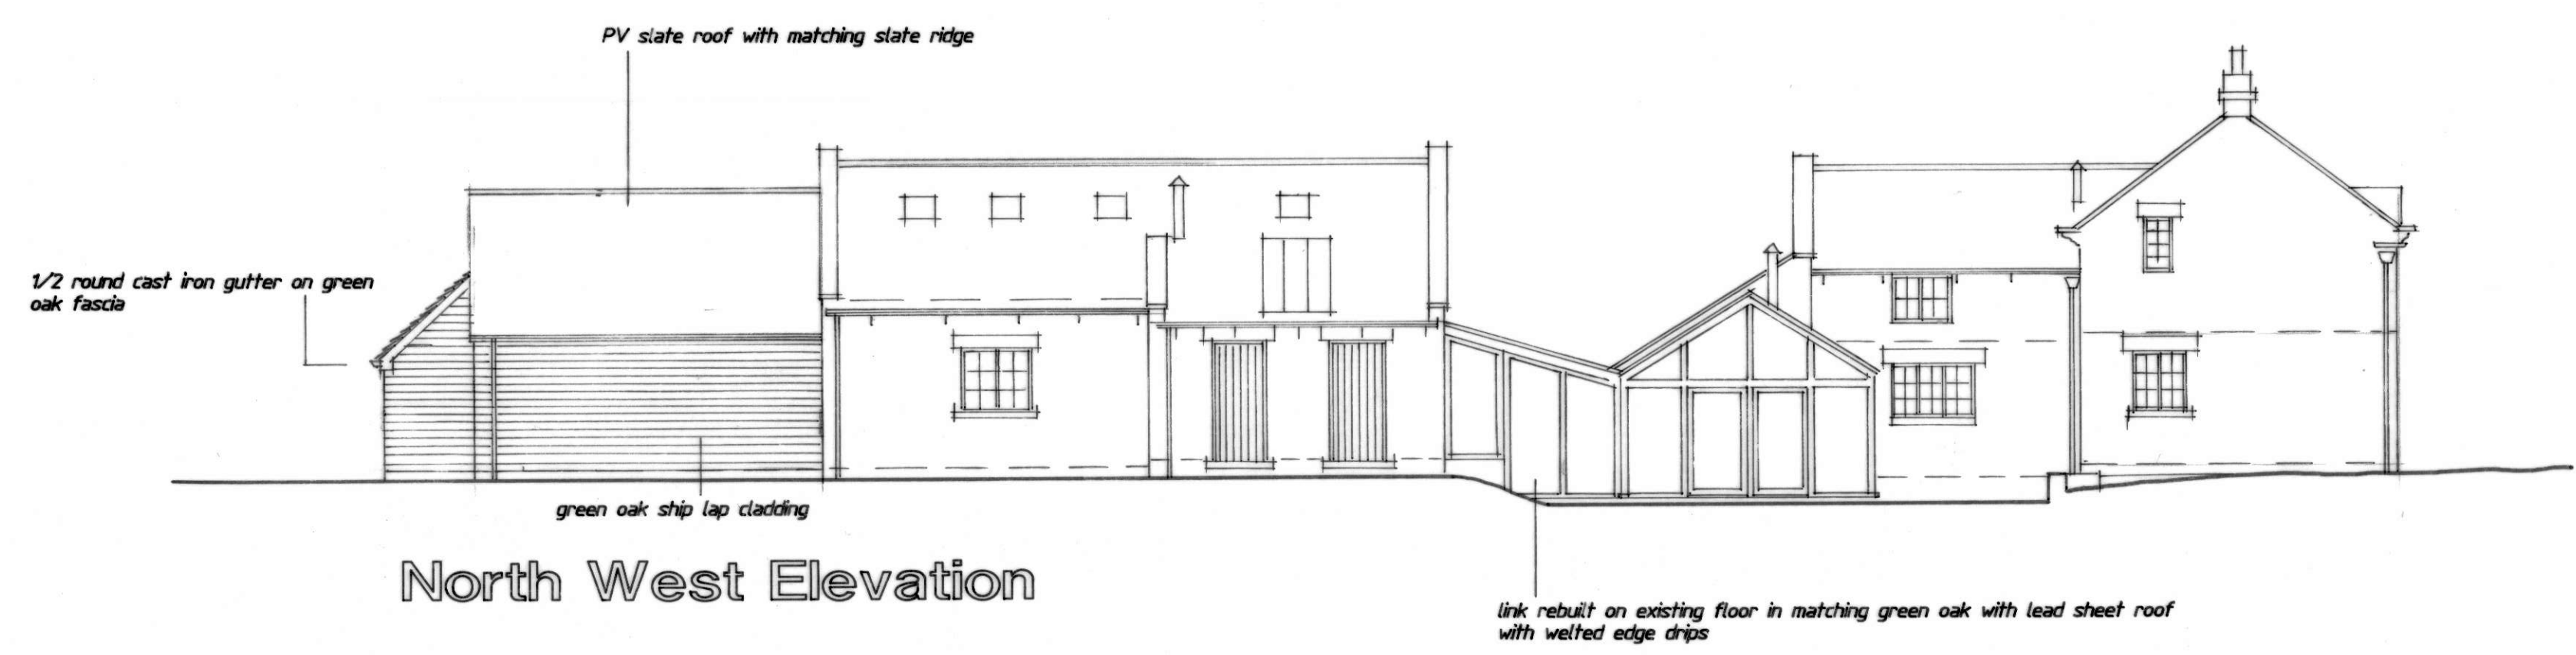 PV slate roof with matching slate ridge
1/2 round cast iron gutter on green
oak fascia
green oak ship lap cladding
North West Elevation
link rebuilt on existing floor in matching green oak with lead sheet roof
with welted edge drips